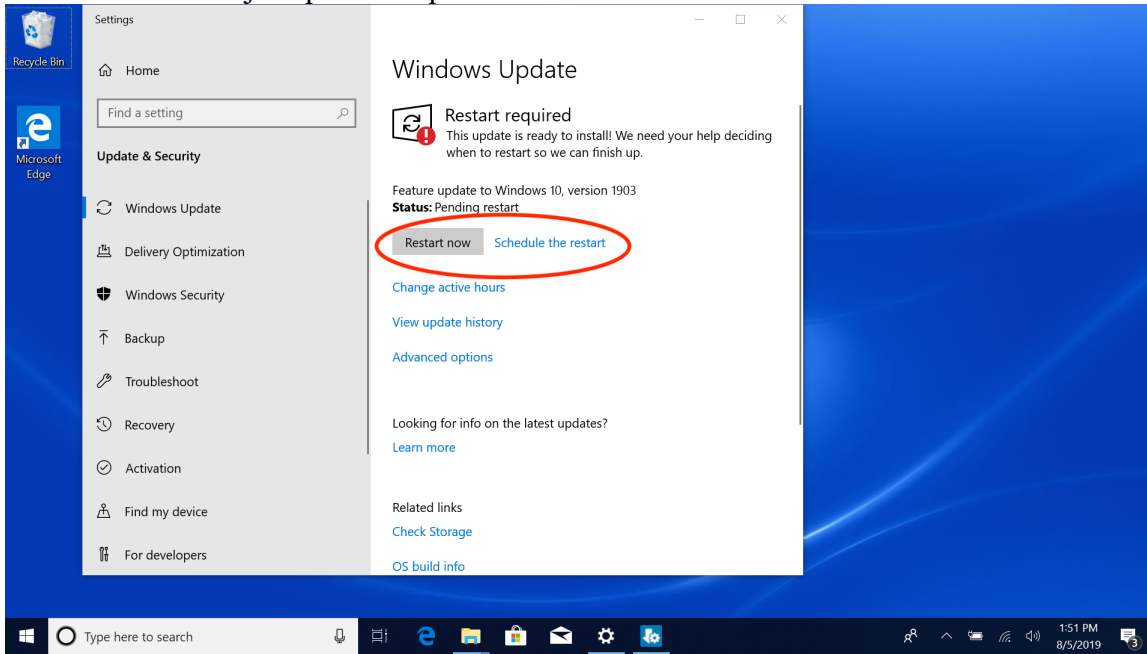 Settings
Recycle Bin
Microsoft
Edge
Home
Find a setting
Update & Security
Windows Update
Delivery Optimization
Windows Security
Backup
Troubleshoot
Recovery
Activation
Find my device
For developers
Windows Update
Restart required
This update is ready to install! We need your help deciding
when to restart so we can finish up.
Feature update to Windows 10, version 1903
Status: Pending restart
Restart now Schedule the restart
Change active hours
View update history
Advanced options
Looking for info on the latest updates?
Learn more
Related links
Check Storage
OS build info
Type here to search
1:51 PM
8/5/2019
3